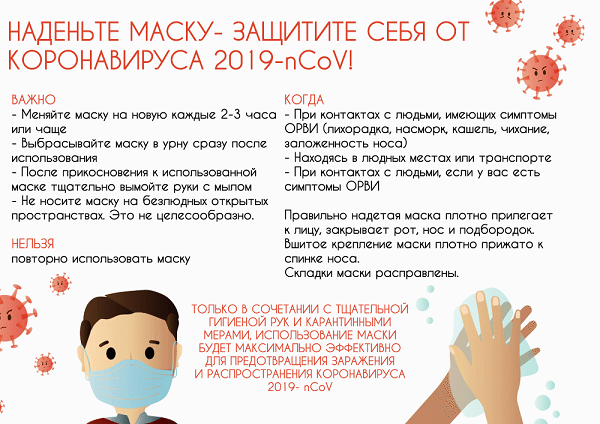 НАДЕНЬТЕ МАСКУ- ЗАЩИТИТЕ СЕБЯ ОТ
КОРОНАВИРУСА 2019-nCoV!
ВАЖНО
- Меняйте маску на новую каждые 2-3 часа
или чаще
- Выбрасывайте маску в урну сразу после
использования
- После прикосновения к использованной
маске тщательно вымойте руки с мылом
- Не носите маску на безлюдных открытых
пространствах. Это не целесообразно.
НЕЛЬЗЯ
повторно использовать маску
КОГДА
- При контактах с людьми, имеющих симптомы
ОРВИ (лихорадка, насморк, кашель, чихание,
заложенность носа)
- Находясь в людных местах или транспорте
- При контактах с людьми, если у вас есть
симптомы ОРВИ
Правильно надетая маска плотно прилегает
к лицу, закрывает рот, нос и подбородок.
Вшитое крепление маски плотно прижато к
спинке носа.
Складки маски расправлены.
ТОЛЬКО В СОЧЕТАНИИ С ТЩАТЕЛЬНОЙ
ГИГИЕНОЙ РУК И КАРАНТИННЫМИ
МЕРАМИ, ИСПОЛЬЗОВАНИЕ МАСКИ
БУДЕТ МАКСИМАЛЬНО ЭФФЕКТИВНО
ДЛЯ ПРЕДОТВРАЩЕНИЯ ЗАРАЖЕНИЯ
И РАСПРОСТРАНЕНИЯ КОРОНАВИРУСА
2019- nCoV